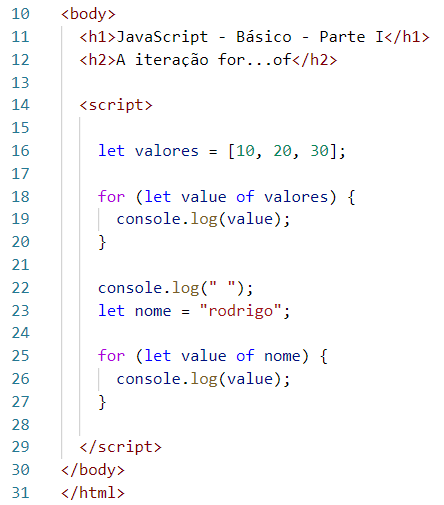 10 <body>
11 <h1>JavaScript - Básico - Parte I</h1>
12 <h2>A iteração for...of</h2>
13
14 <script>
15
16 let valores = [10, 20, 30];
17
18 for (let value of valores) {
19 console.log(value);
20 }
21
22 console.log(" ");
23 let nome = "rodrigo";
24
25 for (let value of nome) {
26 console.log(value);
27 }
28
29 </script>
30 </body>
31 </html>